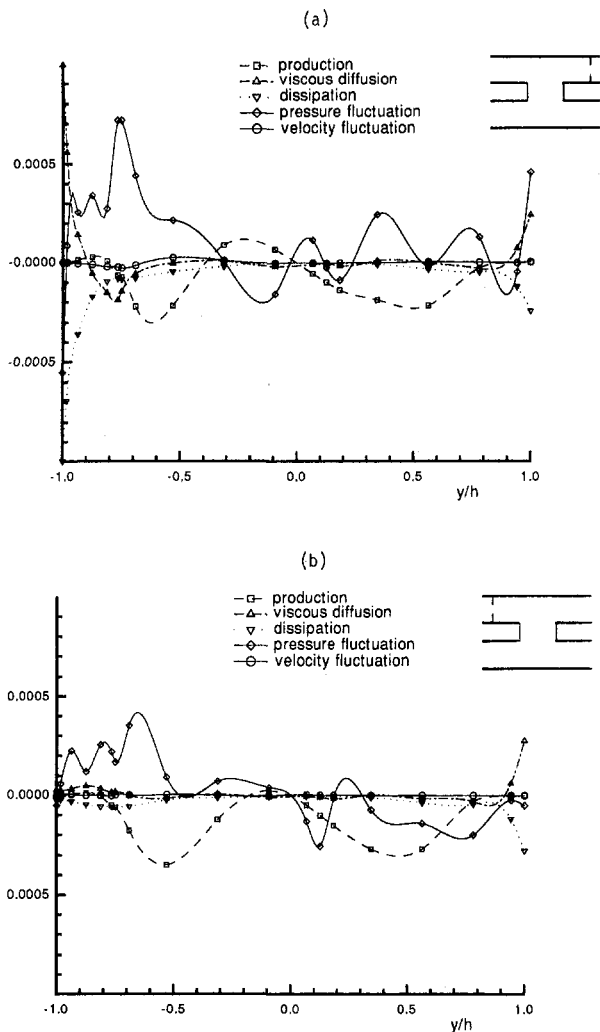 (a)
production
viscous diffusion
dissipation
pressure fluctuation
velocity fluctuation
0.0005
-0.0000
-0.0005
-1.0
-0.5
0.0
0.5
1.0
y/h
(b)
production
viscous diffusion
dissipation
pressure fluctuation
velocity fluctuation
0.0005
0.0000
0.0005
-1.0
-0.5
0.0
0.5
1.0
y/h